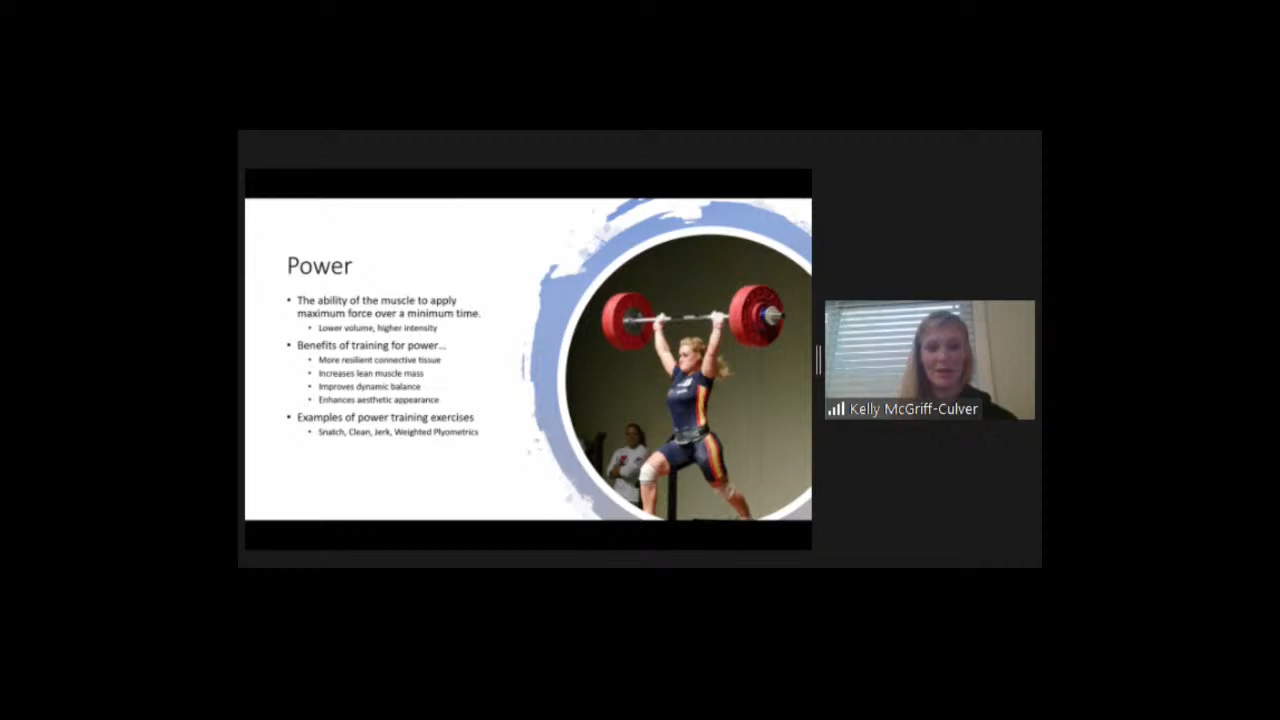 Power
• The ability of the muscle to apply
maximum force over a minimum time.
• Lower volume, higher intensity
• Benefits of training for power...
• More resilient connective tissue
• Increases lean muscle mass
• Improves dynamic balance
• Enhances aesthetic appearance
• Examples of power training exercises
• Snatch, Clean, Jerk, Weighted Plyometrics
Kelly McGriff-Culver